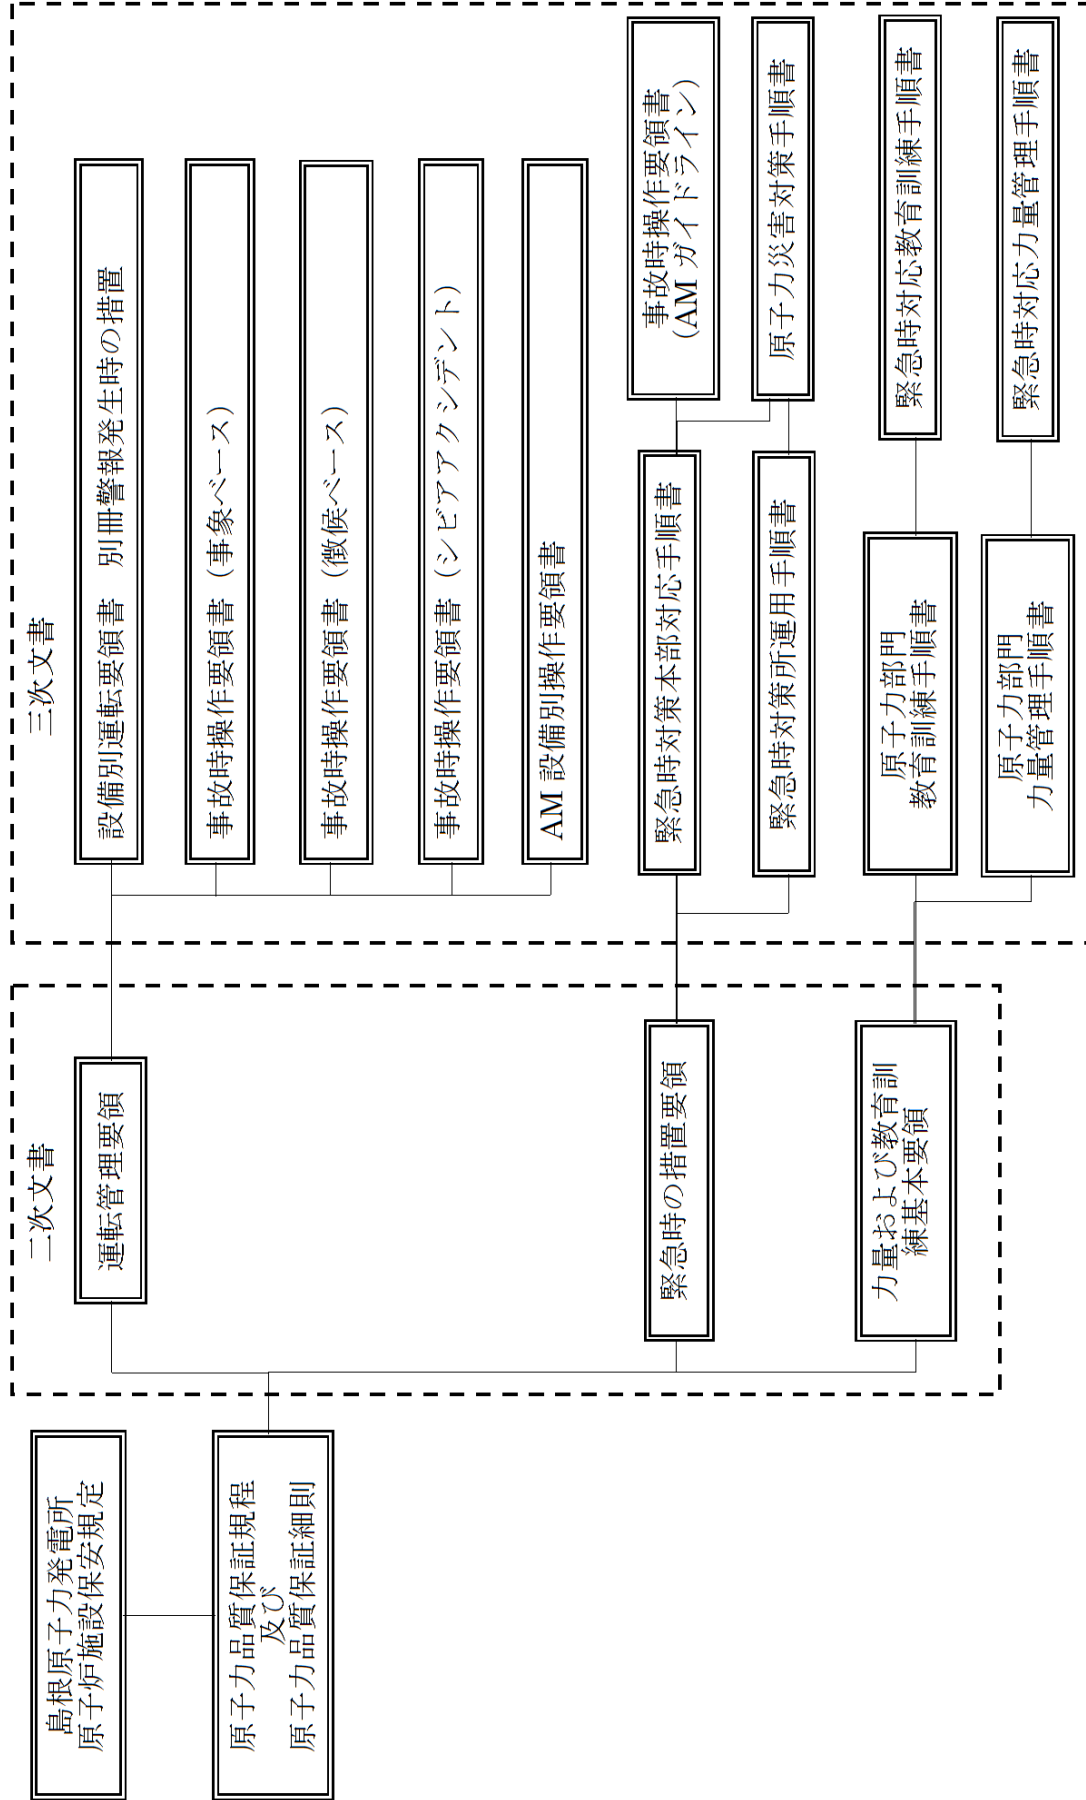 島根原子力発電所
原子炉施設保安規定
原子力品質保証規程
及び
原子力品質保証細則
二次文書
運転管理要領
緊急時の措置要領
力量および教育訓
練基本要領
三次文書
設備別運転要領書 別冊警報発生時の措置
事故時操作要領書（事象ベース）
事故時操作要領書（徴候ベース）
事故時操作要領書（シビアアクシデント）
AM 設備別操作要領書
緊急時対策本部対応手順書
事故時操作要領書
(AM ガイドライン)
緊急時対策所運用手順書
原子力災害対策手順書
原子力部門
教育訓練手順書
緊急時対応教育訓練手順書
原子力部門
力量管理手順書
緊急時対応力量管理手順書